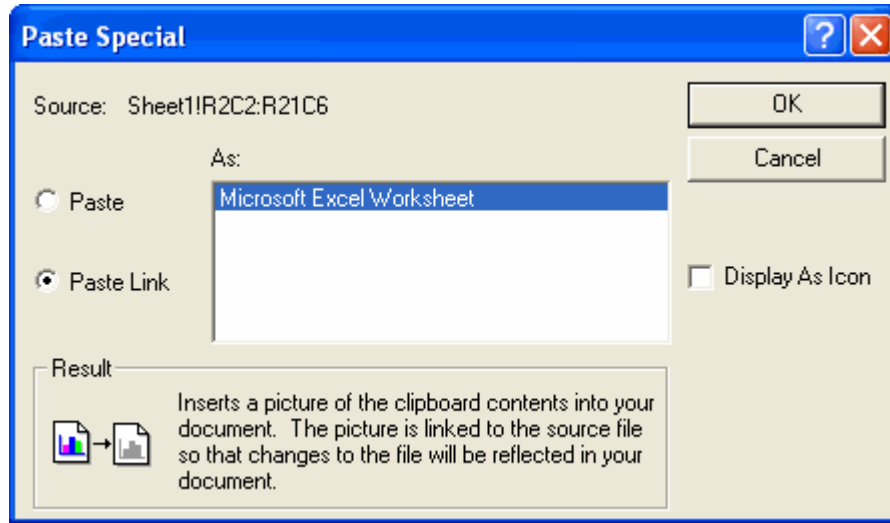 Paste Special
Source: Sheet1!R2C2:R21C6
OK
As:
Cancel
Paste
Microsoft Excel Worksheet
Paste Link
Display As Icon
Result
Inserts a picture of the clipboard contents into your
document. The picture is linked to the source file
so that changes to the file will be reflected in your
document.